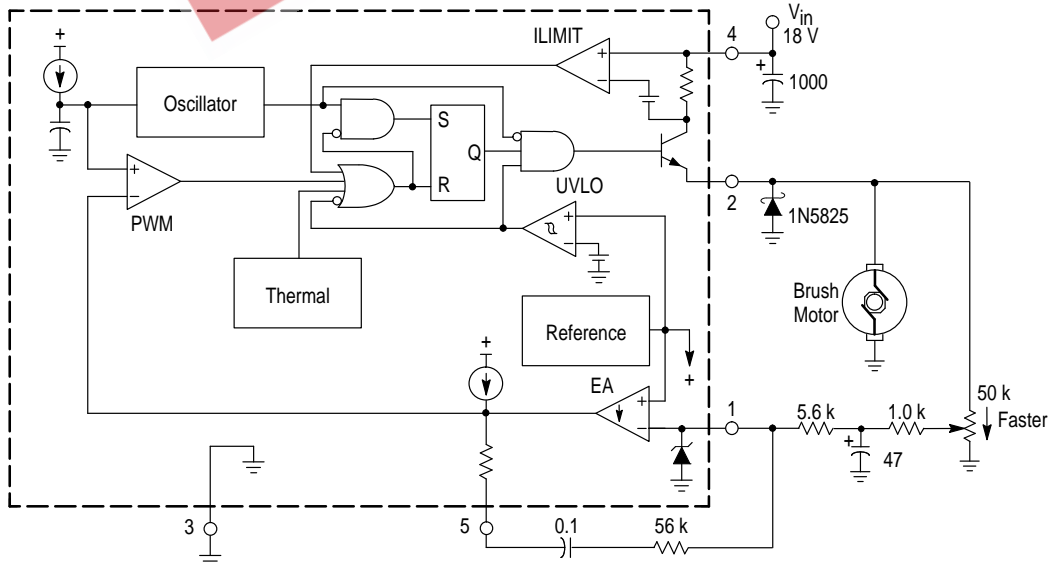 +
Oscillator
ILIMIT
+
−
4
Vin
18 V
+
1000
S
Q
R
+
−
PWM
UVLO
+
−
2
1N5825
Thermal
Brush
Motor
Reference
+
+
EA
+
−
1
5.6 k
1.0 k
50 k
Faster
+
47
3
5
0.1
56 k